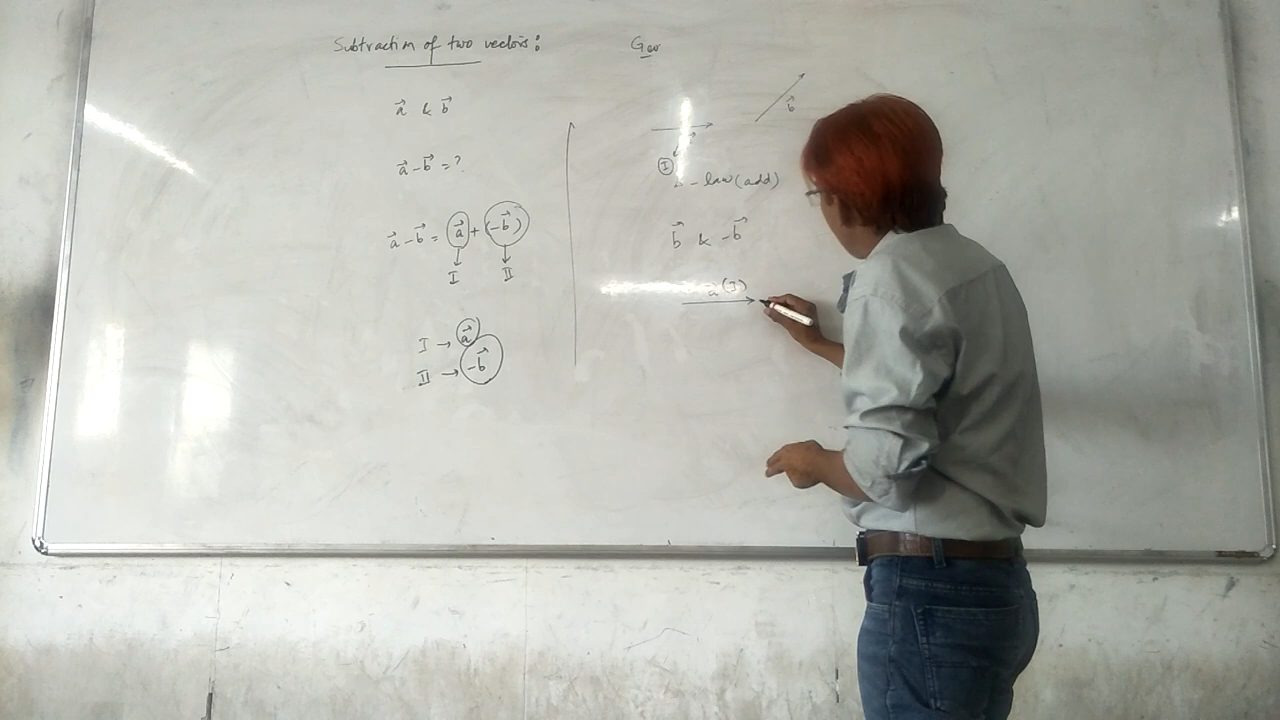 Subtraction of two vectors:
a⃗ & b⃗
a⃗ - b⃗ = ?
a⃗ - b⃗ = a⃗ + (-b⃗)
I II
I → a⃗
II → -b⃗
Geo
b⃗
I
Δ - law (add)
b⃗ & -b⃗
a⃗ (I)